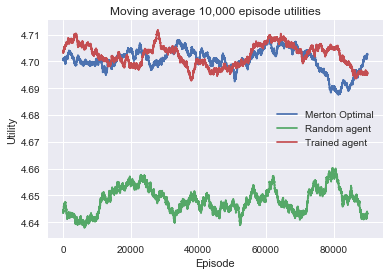 Moving average 10,000 episode utilities
Utility
4.71
4.70
4.69
4.68
4.67
4.66
4.65
4.64
Merton Optimal
Random agent
Trained agent
0
20000
40000
60000
80000
Episode